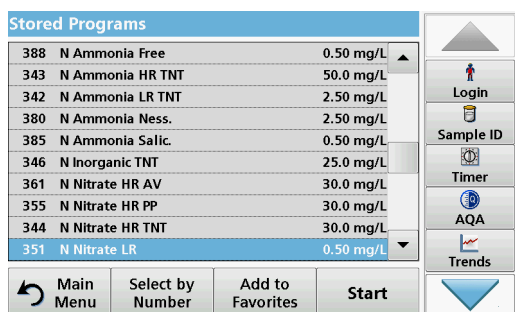 Stored Programs
388 N Ammonia Free 0.50 mg/L
343 N Ammonia HR TNT 50.0 mg/L
342 N Ammonia LR TNT 2.50 mg/L
380 N Ammonia Ness. 2.50 mg/L
385 N Ammonia Salic. 0.50 mg/L
346 N Inorganic TNT 25.0 mg/L
361 N Nitrate HR AV 30.0 mg/L
355 N Nitrate HR PP 30.0 mg/L
344 N Nitrate HR TNT 30.0 mg/L
351 N Nitrate LR 0.50 mg/L
Main
Menu
Select by
Number
Add to
Favorites
Start
Login
Sample ID
Timer
AQA
Trends